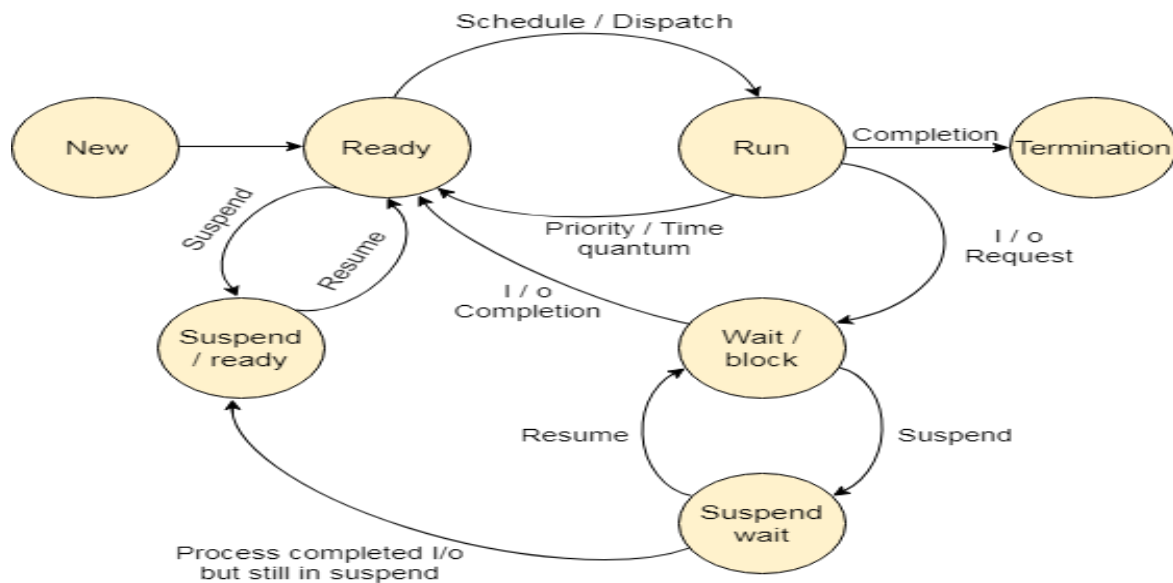 Schedule / Dispatch
New
Ready
Run
Completion
Termination
Suspend
Resume
Priority / Time
quantum
I / o
Request
I / o
Completion
Suspend
/ ready
Wait /
block
Resume
Suspend
Suspend
wait
Process completed I/o
but still in suspend